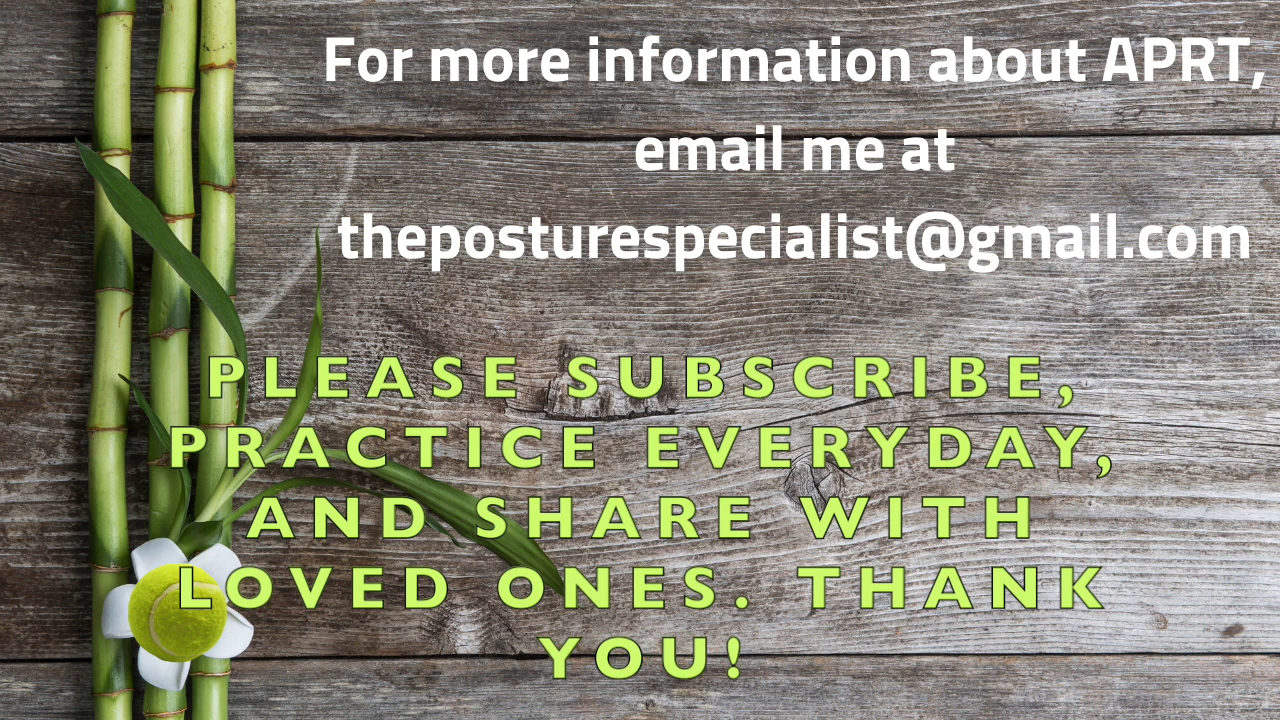 For more information about APRT,
email me at
theposturespecialist@gmail.com
PLEASE SUBSCRIBE,
PRACTICE EVERYDAY,
AND SHARE WITH
LOVED ONES. THANK
YOU!